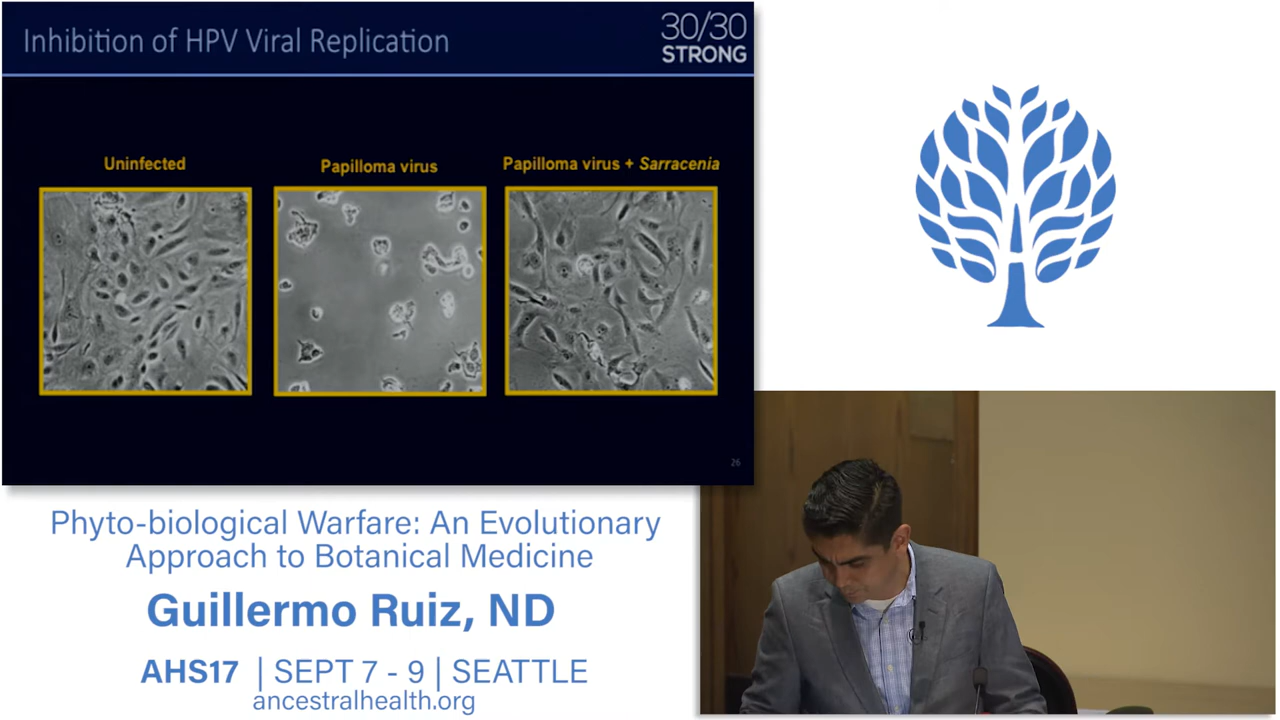 Inhibition of HPV Viral Replication
30/30
STRONG
Uninfected
Papilloma virus
Papilloma virus + Sarracenia
26
Phyto-biological Warfare: An Evolutionary
Approach to Botanical Medicine
Guillermo Ruiz, ND
AHS17 | SEPT 7 - 9 | SEATTLE
ancestralhealth.org